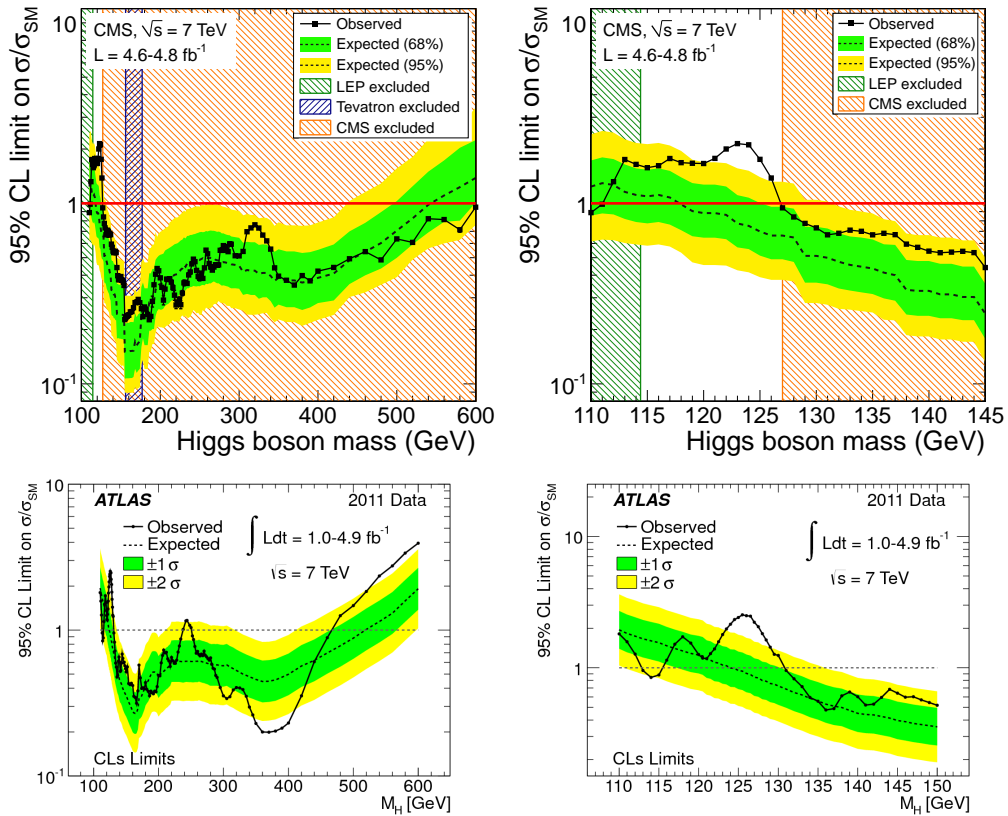 95% CL limit on σ/σSM
10
1
10⁻¹
CMS, √s = 7 TeV
L = 4.6-4.8 fb⁻¹
Observed
Expected (68%)
Expected (95%)
LEP excluded
Tevatron excluded
CMS excluded
100 200 300 400 500 600
Higgs boson mass (GeV)
95% CL limit on σ/σSM
10
1
10⁻¹
CMS, √s = 7 TeV
L = 4.6-4.8 fb⁻¹
Observed
Expected (68%)
Expected (95%)
LEP excluded
CMS excluded
110 115 120 125 130 135 140 145
Higgs boson mass (GeV)
95% CL Limit on σ/σSM
10
1
10⁻¹
ATLAS 2011 Data
Observed
Expected
±1 σ
±2 σ
∫ Ldt = 1.0-4.9 fb⁻¹
√s = 7 TeV
CLs Limits
100 200 300 400 500 600
M_H [GeV]
95% CL Limit on σ/σSM
10
1
ATLAS 2011 Data
Observed
Expected
±1 σ
±2 σ
∫ Ldt = 1.0-4.9 fb⁻¹
√s = 7 TeV
CLs Limits
110 115 120 125 130 135 140 145 150
M_H [GeV]